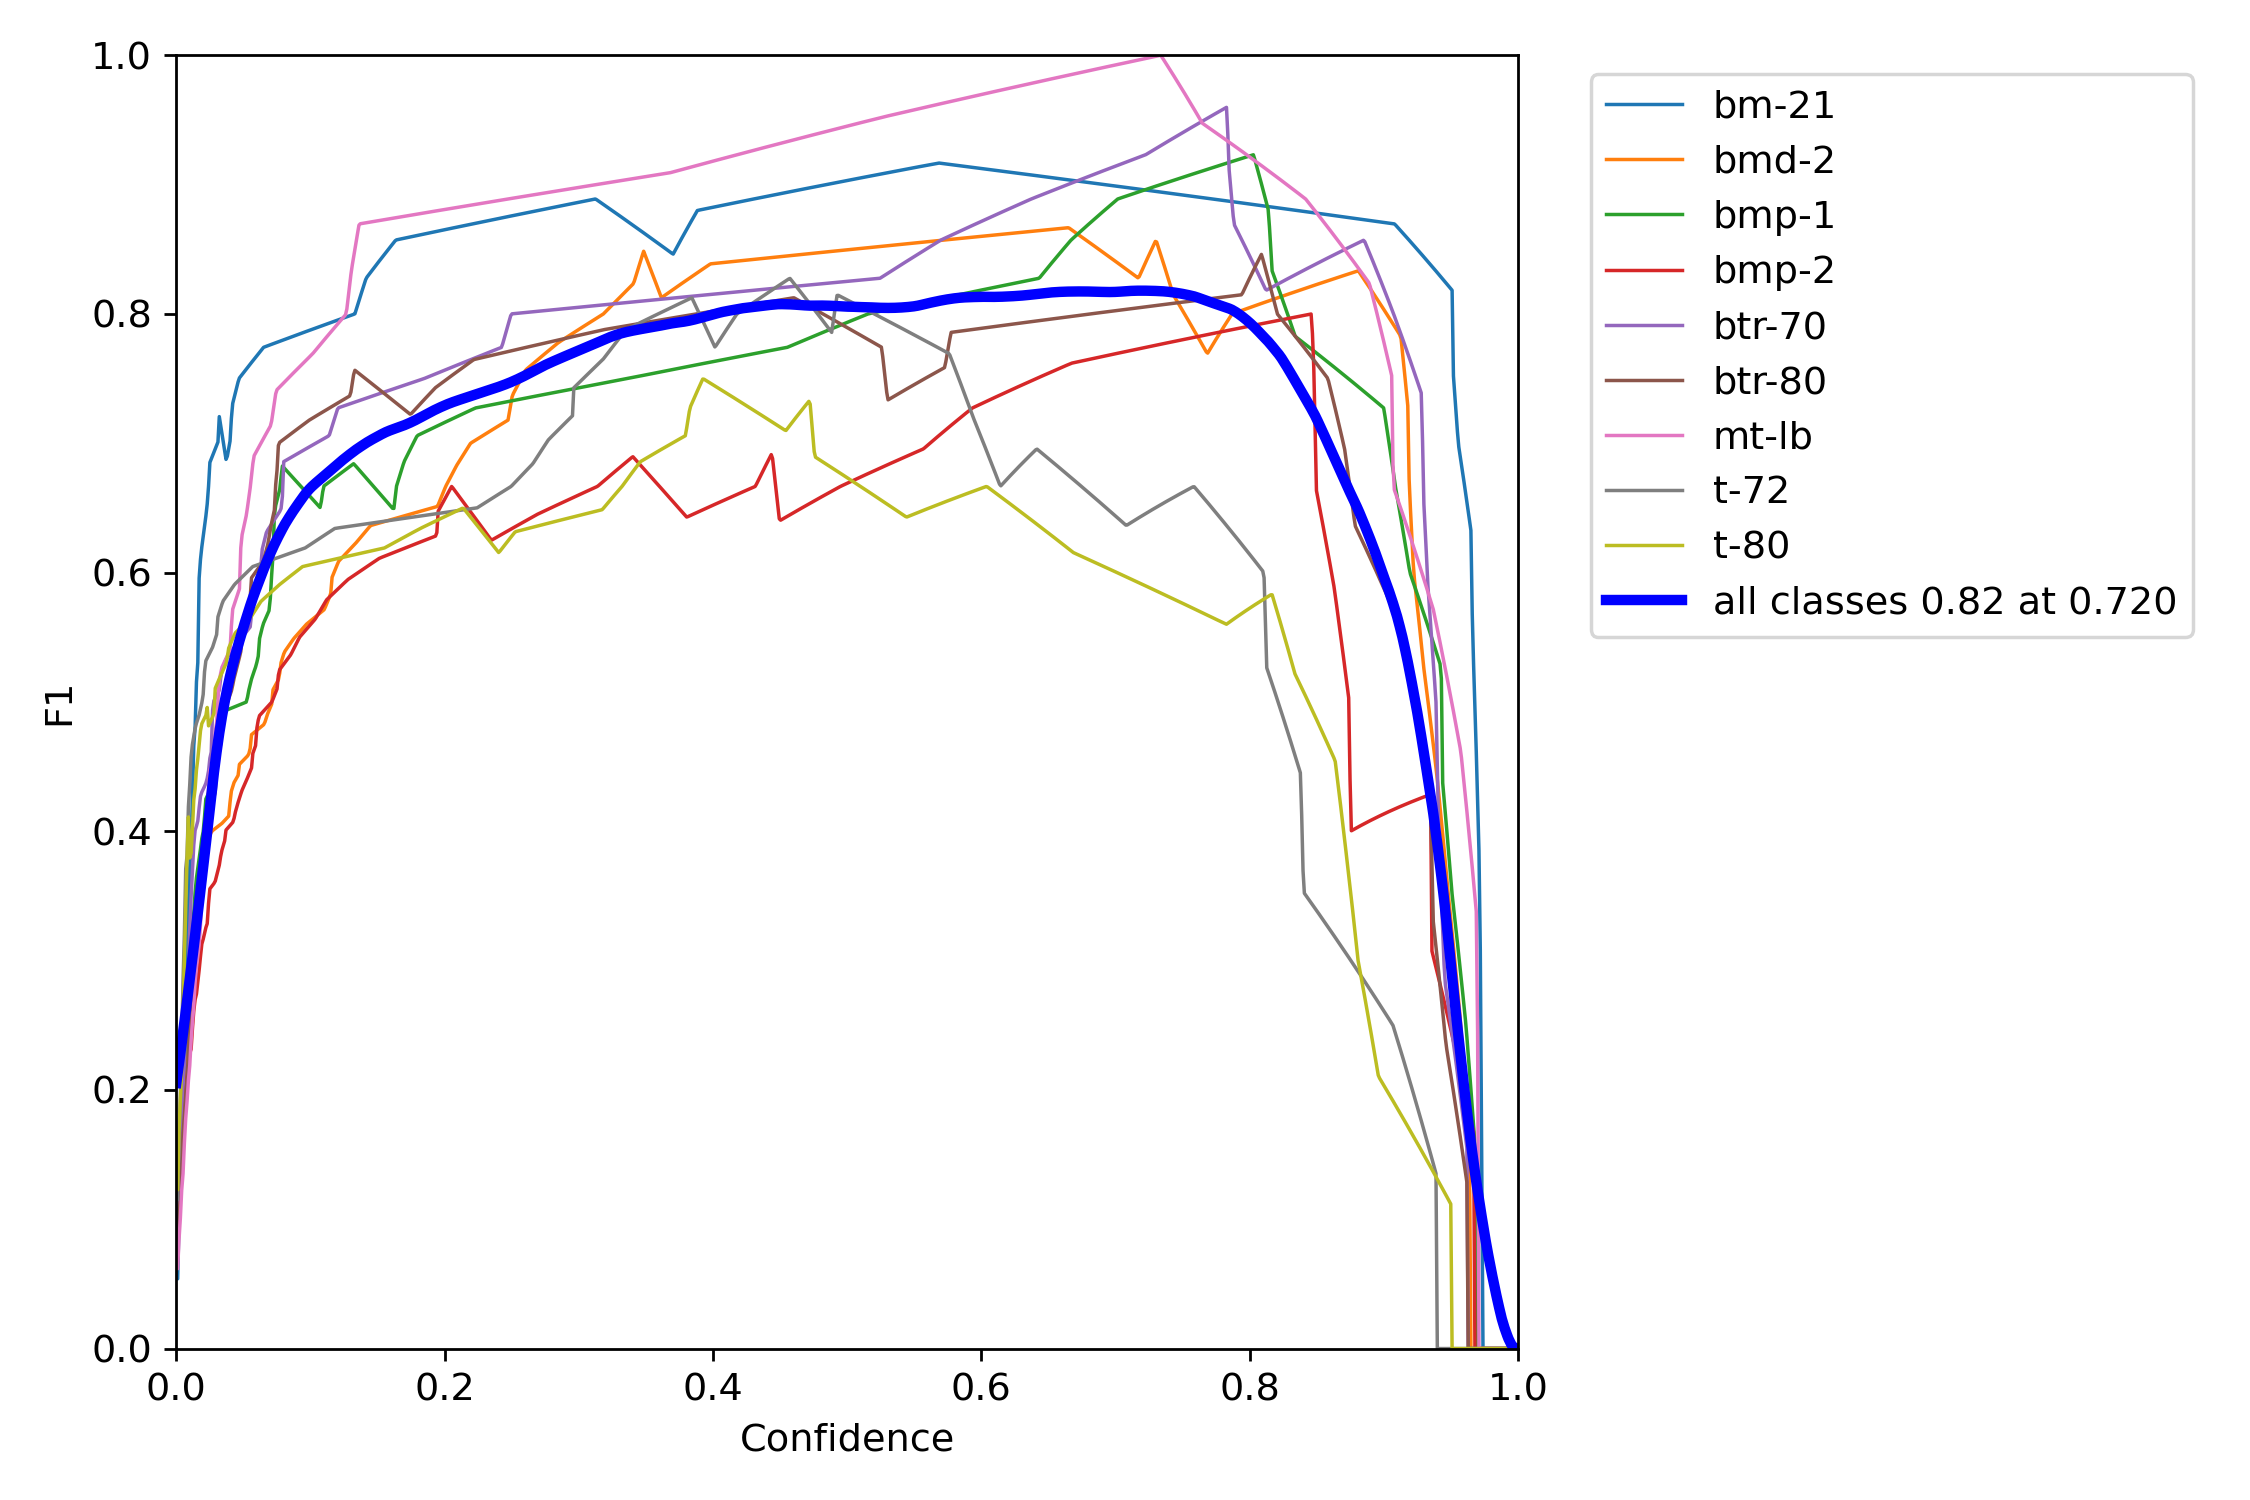 1.0
0.8
0.6
0.4
0.2
0.0
F1
0.0 0.2 0.4 0.6 0.8 1.0
Confidence
bm-21
bmd-2
bmp-1
bmp-2
btr-70
btr-80
mt-lb
t-72
t-80
all classes 0.82 at 0.720